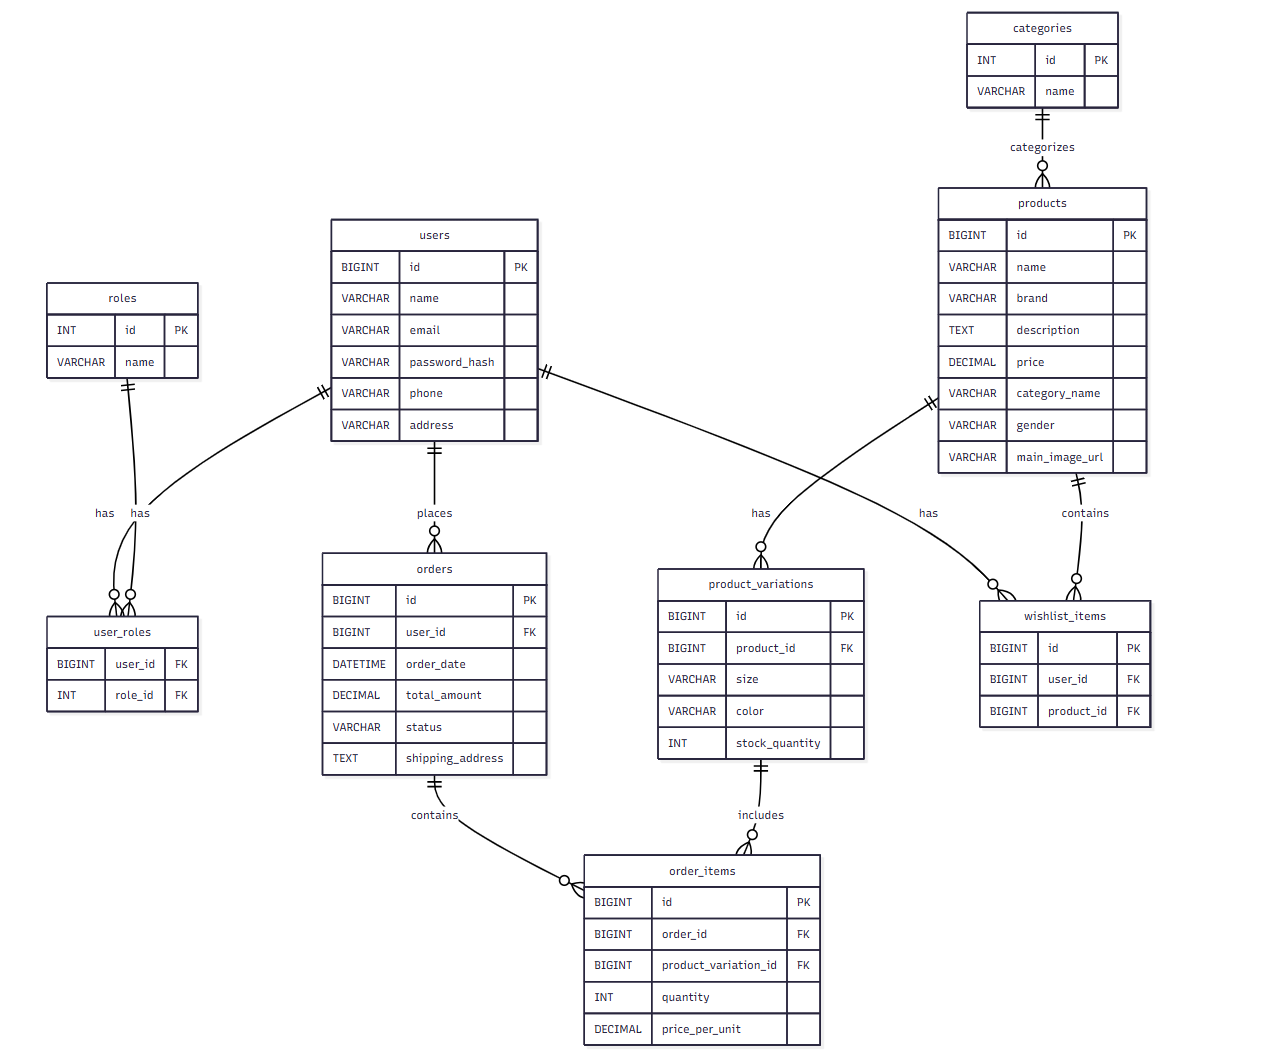 categories
INT id PK
VARCHAR name
categorizes
products
BIGINT id PK
VARCHAR name
VARCHAR brand
TEXT description
DECIMAL price
VARCHAR category_name
VARCHAR gender
VARCHAR main_image_url
users
BIGINT id PK
VARCHAR name
VARCHAR email
VARCHAR password_hash
VARCHAR phone
VARCHAR address
roles
INT id PK
VARCHAR name
has has places has has contains
user_roles
BIGINT user_id FK
INT role_id FK
orders
BIGINT id PK
BIGINT user_id FK
DATETIME order_date
DECIMAL total_amount
VARCHAR status
TEXT shipping_address
product_variations
BIGINT id PK
BIGINT product_id FK
VARCHAR size
VARCHAR color
INT stock_quantity
wishlist_items
BIGINT id PK
BIGINT user_id FK
BIGINT product_id FK
contains includes
order_items
BIGINT id PK
BIGINT order_id FK
BIGINT product_variation_id FK
INT quantity
DECIMAL price_per_unit